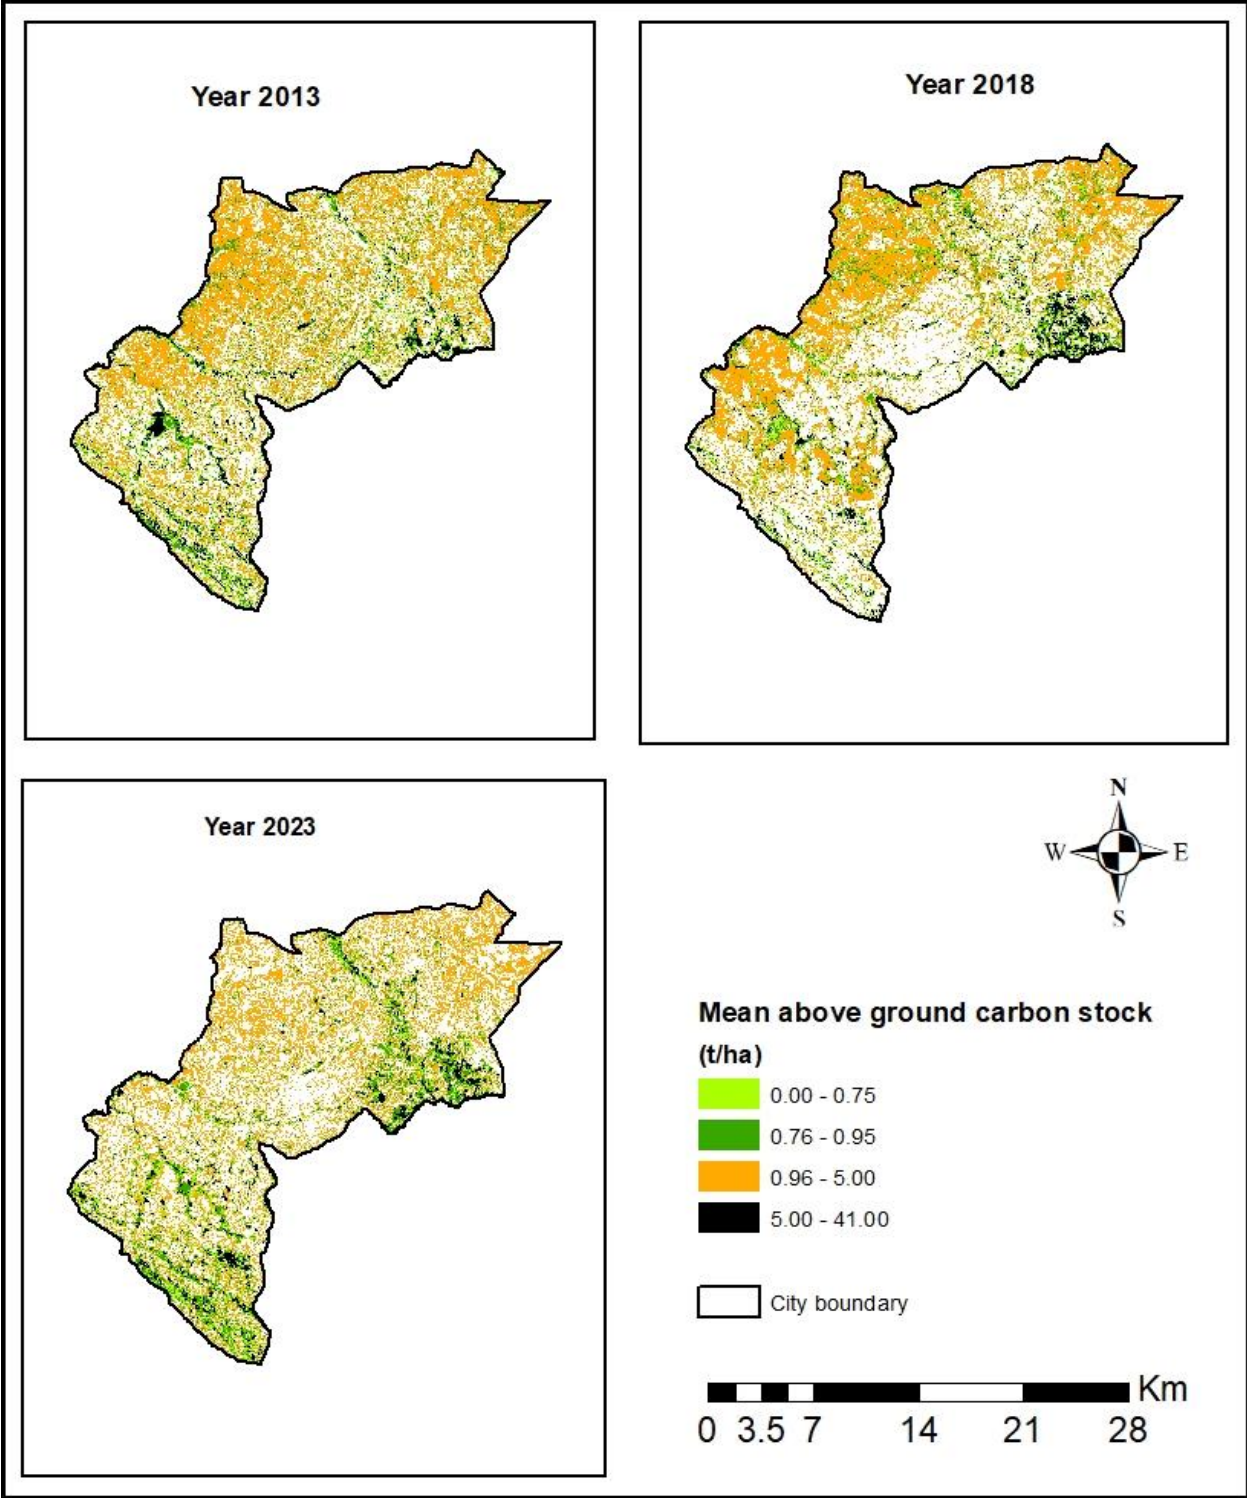 Year 2013
Year 2018
Year 2023
N
W E
S
Mean above ground carbon stock
(t/ha)
0.00 - 0.75
0.76 - 0.95
0.96 - 5.00
5.00 - 41.00
City boundary
Km
0 3.5 7 14 21 28